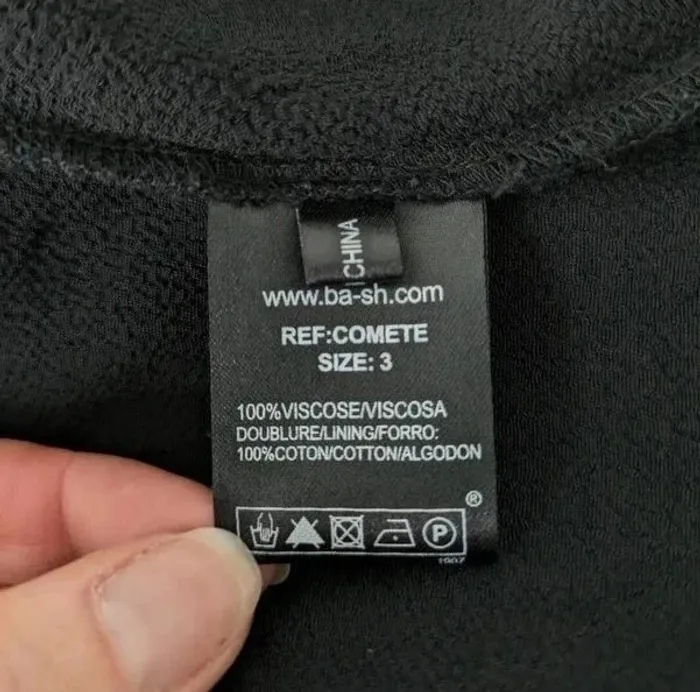 CHINA
www.ba-sh.com
REF:COMETE
SIZE: 3
100%VISCOSE/VISCOSA
DOUBLURE/LINING/FORRO:
100%COTON/COTTON/ALGODON
®
P